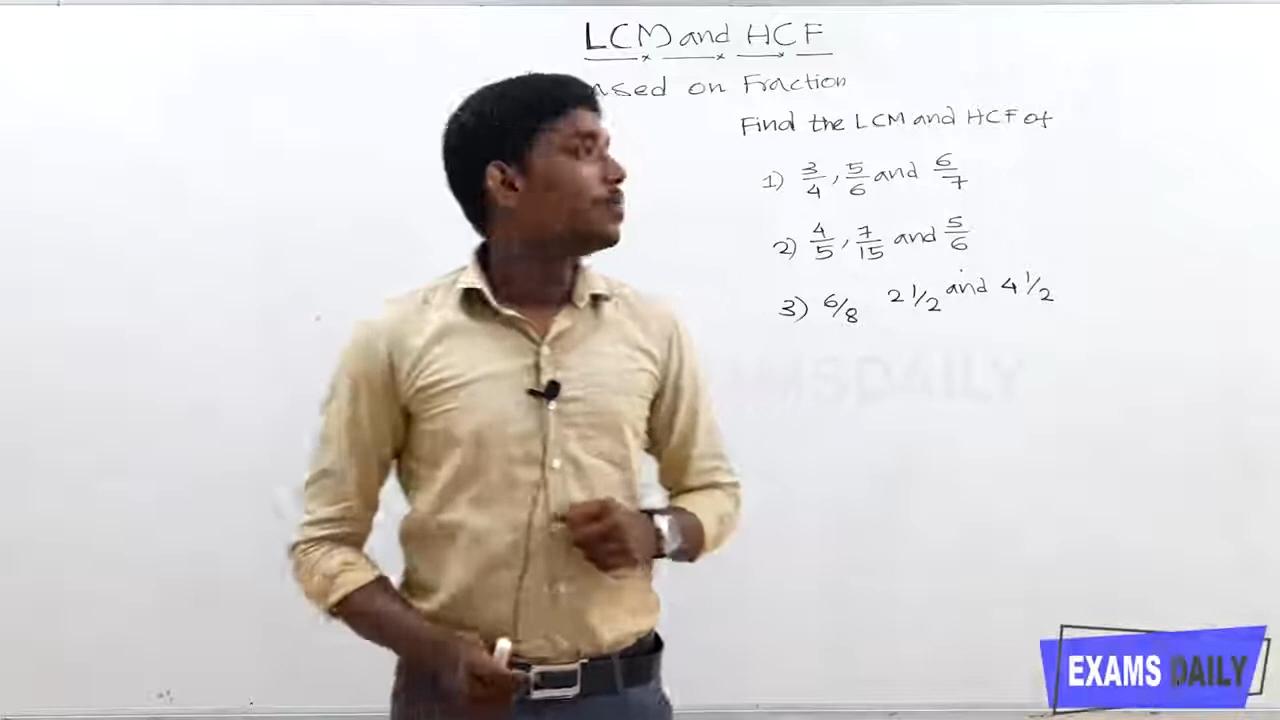 LCM and HCF
on Fraction
Find the LCM and HCF of
1) 3/4, 5/6 and 6/7
2) 4/5, 7/15 and 5/6
3) 6/8 2 1/2 and 4 1/2
EXAMS DAILY